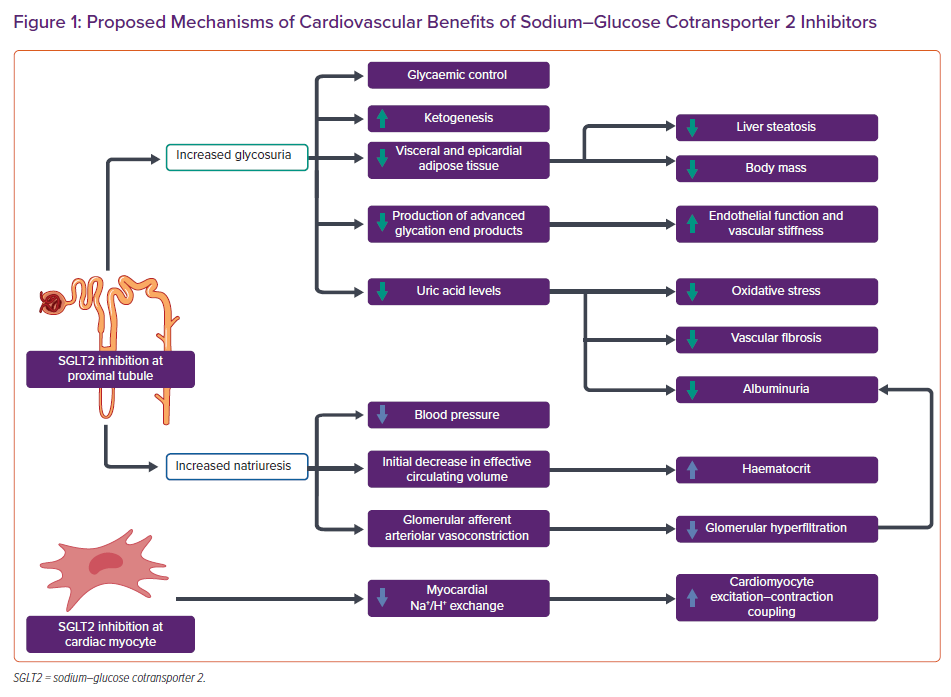 Figure 1: Proposed Mechanisms of Cardiovascular Benefits of Sodium–Glucose Cotransporter 2 Inhibitors
Glycaemic control
Ketogenesis
Increased glycosuria
Visceral and epicardial
adipose tissue
Liver steatosis
Body mass
Production of advanced
glycation end products
Endothelial function and
vascular stiffness
Uric acid levels
Oxidative stress
Vascular fibrosis
Albuminuria
SGLT2 inhibition at
proximal tubule
Blood pressure
Increased natriuresis
Initial decrease in effective
circulating volume
Haematocrit
Glomerular afferent
arteriolar vasoconstriction
Glomerular hyperfiltration
Myocardial
Na⁺/H⁺ exchange
Cardiomyocyte
excitation–contraction
coupling
SGLT2 inhibition at
cardiac myocyte
SGLT2 = sodium–glucose cotransporter 2.